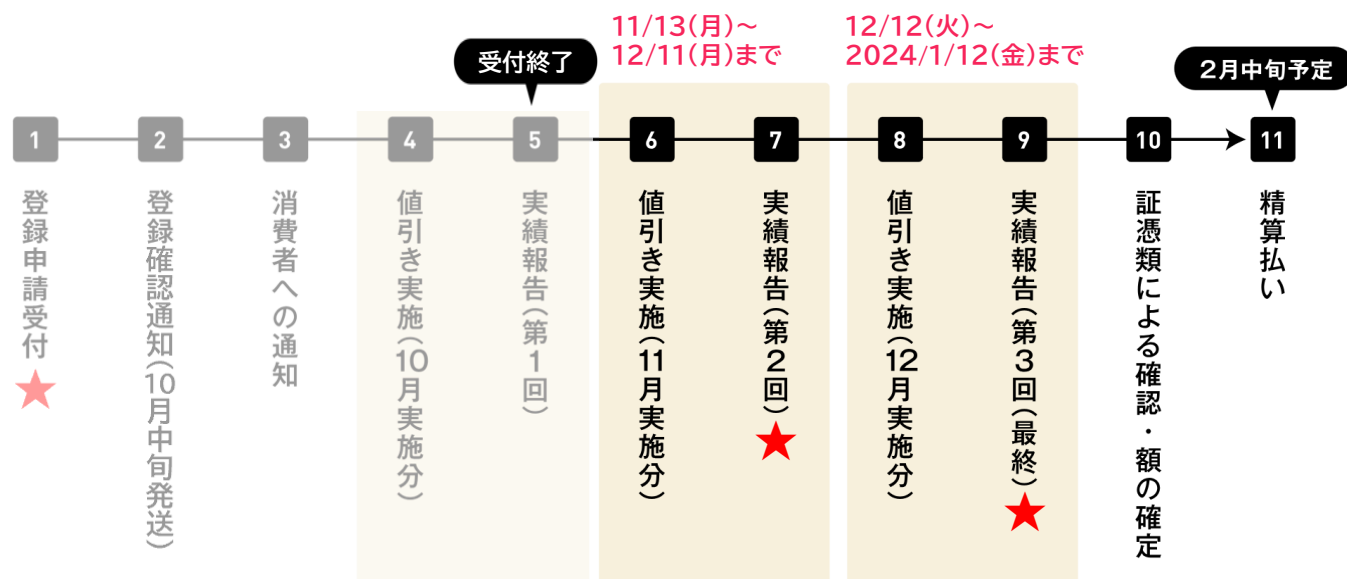 11/13(月)～
12/11(月)まで
12/12(火)～
2024/1/12(金)まで
受付終了
2月中旬予定
1
登録申請受付
★
2
登録確認通知(10月中旬発送)
3
消費者への通知
4
値引き実施(10月実施分)
5
実績報告(第1回)
6
値引き実施(11月実施分)
7
実績報告(第2回)
★
8
値引き実施(12月実施分)
9
実績報告(第3回(最終)
★
10
証憑類による確認・額の確定
11
精算払い